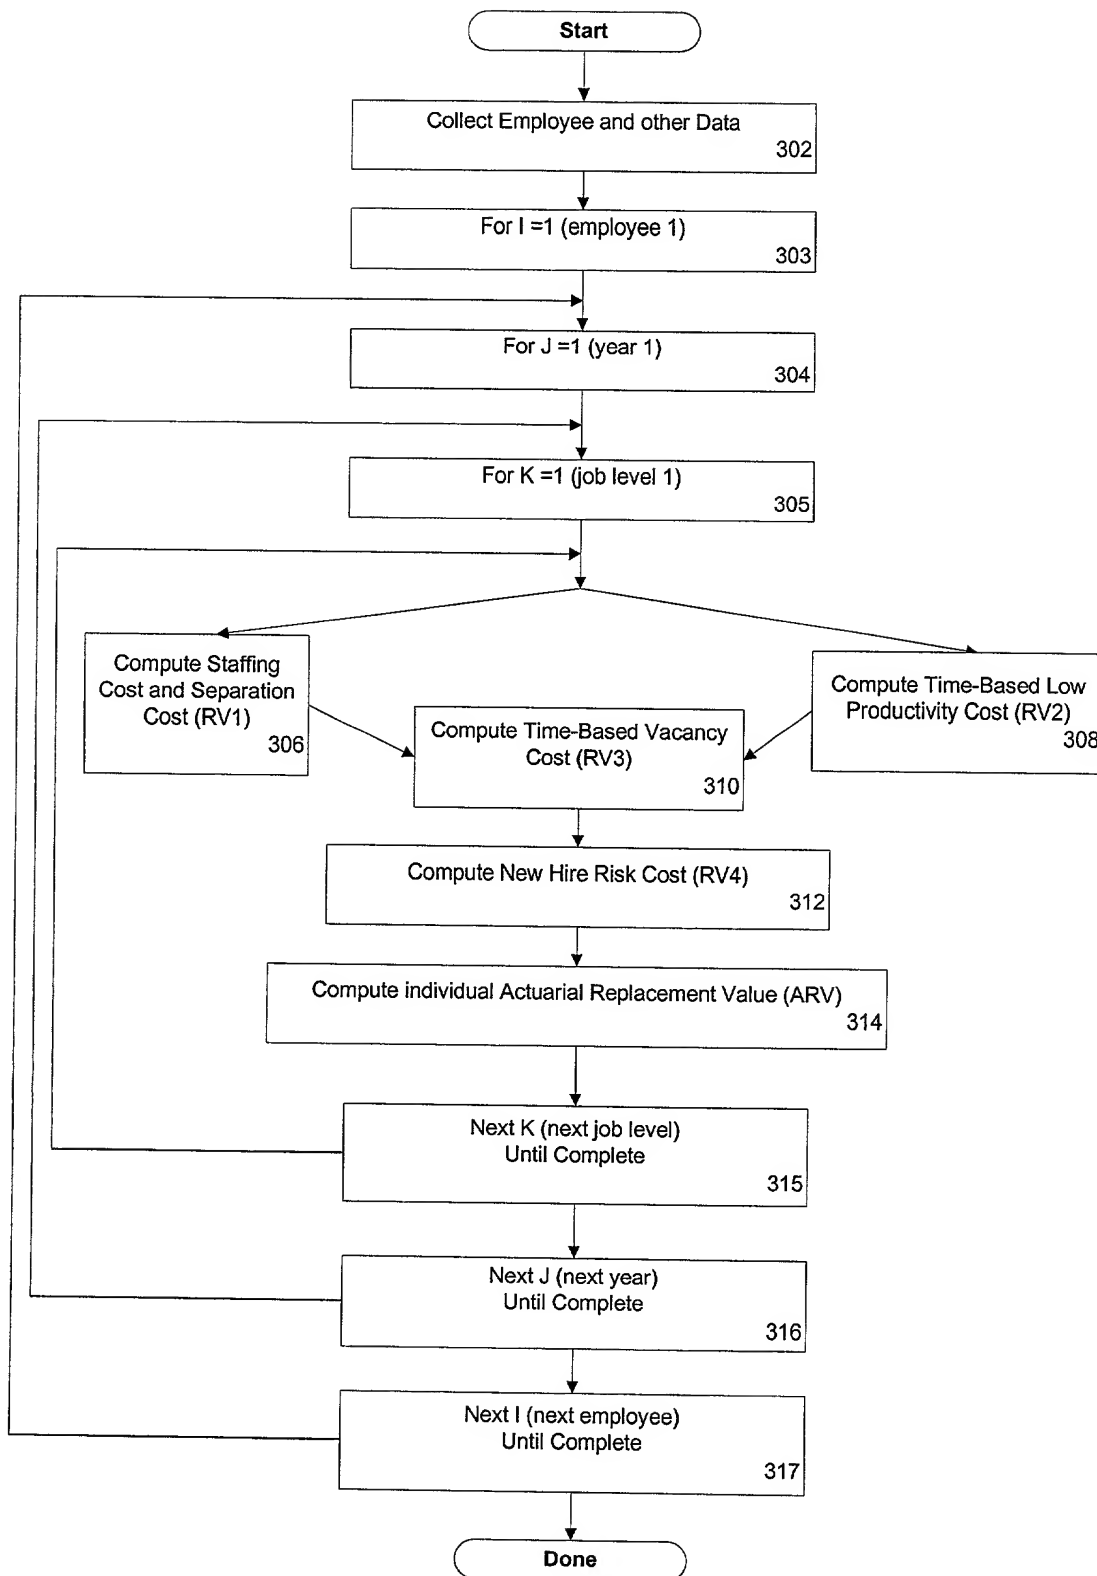 Start
Collect Employee and other Data
302
For I =1 (employee 1)
303
For J =1 (year 1)
304
For K =1 (job level 1)
305
Compute Staffing
Cost and Separation
Cost (RV1)
306
Compute Time-Based Vacancy
Cost (RV3)
310
Compute Time-Based Low
Productivity Cost (RV2)
308
Compute New Hire Risk Cost (RV4)
312
Compute individual Actuarial Replacement Value (ARV)
314
Next K (next job level)
Until Complete
315
Next J (next year)
Until Complete
316
Next I (next employee)
Until Complete
317
Done